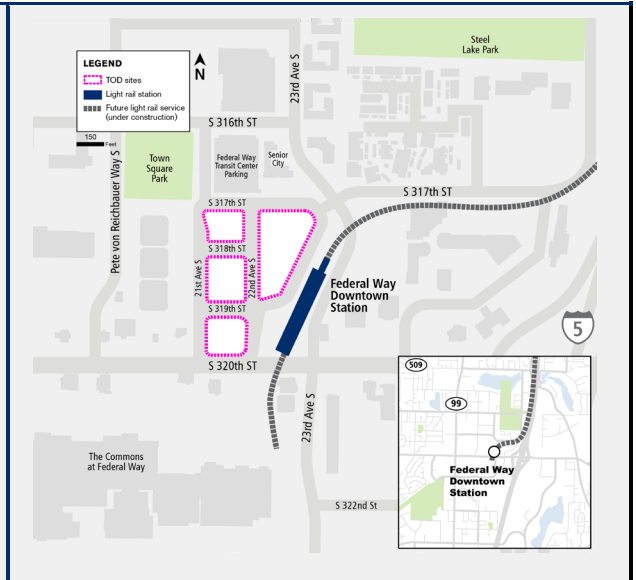 Steel
Lake Park
LEGEND
TOD sites
Light rail station
Future light rail service
(under construction)
150
Feet
N
23rd Ave S
S 316th ST
Town
Square
Park
Federal Way
Transit Center
Parking
Senior
City
Pete von Reichbauer Way S
S 317th ST
S 317th ST
S 318th ST
21st Ave S
22nd Ave S
Federal Way
Downtown
Station
S 319th ST
5
S 320th ST
23rd Ave S
The Commons
at Federal Way
S 322nd St
509
99
Federal Way
Downtown
Station